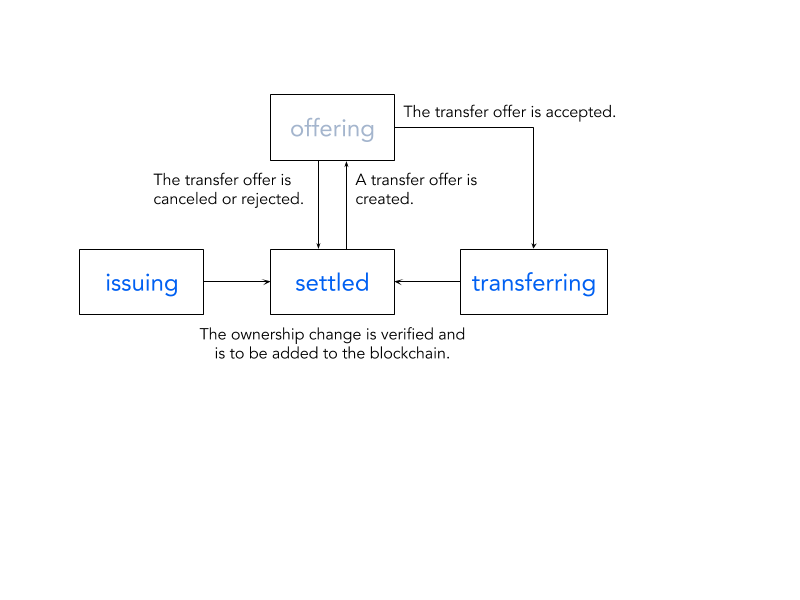 offering
The transfer offer is accepted.
The transfer offer is
canceled or rejected.
A transfer offer is
created.
issuing
settled
transferring
The ownership change is verified and
is to be added to the blockchain.